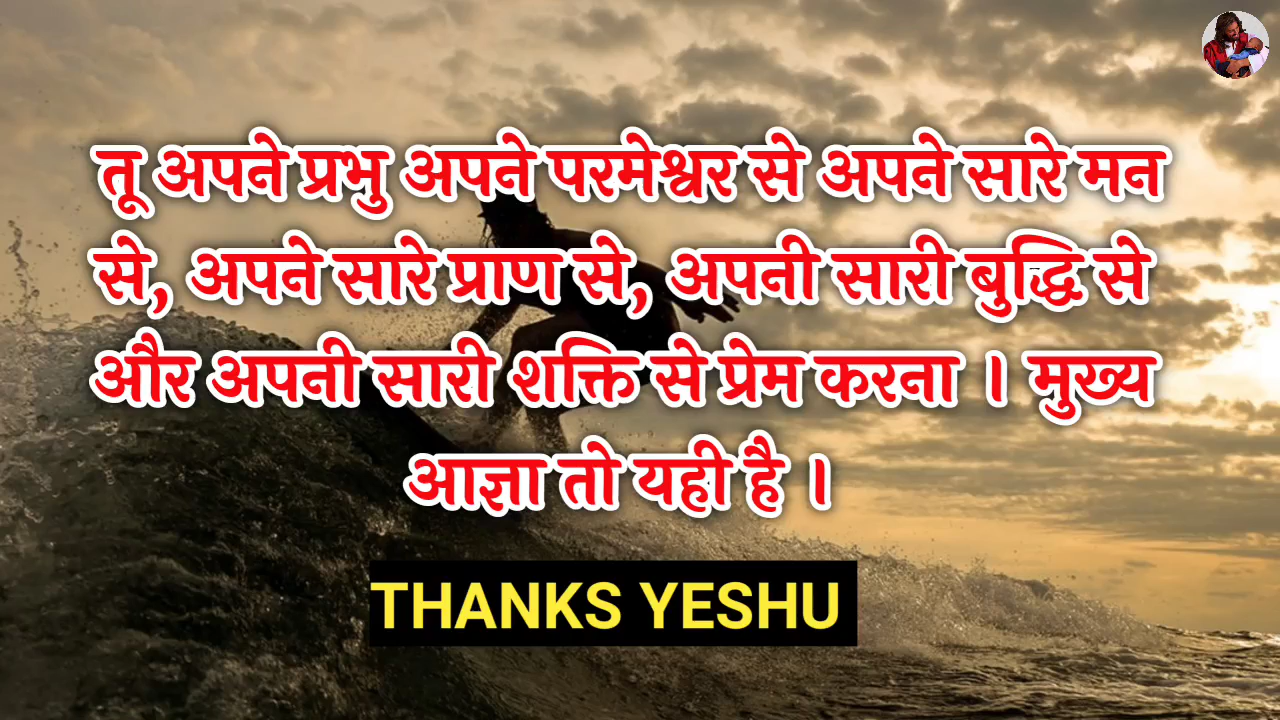 तू अपने प्रभु अपने परमेश्वर से अपने सारे मन
से, अपने सारे प्राण से, अपनी सारी बुद्धि से
और अपनी सारी शक्ति से प्रेम करना । मुख्य
आज्ञा तो यही है ।
THANKS YESHU